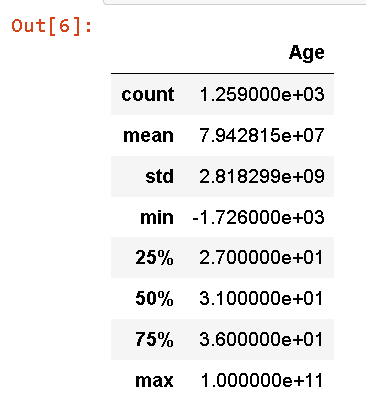 Out[6]:
Age
count 1.259000e+03
mean 7.942815e+07
std 2.818299e+09
min -1.726000e+03
25% 2.700000e+01
50% 3.100000e+01
75% 3.600000e+01
max 1.000000e+11